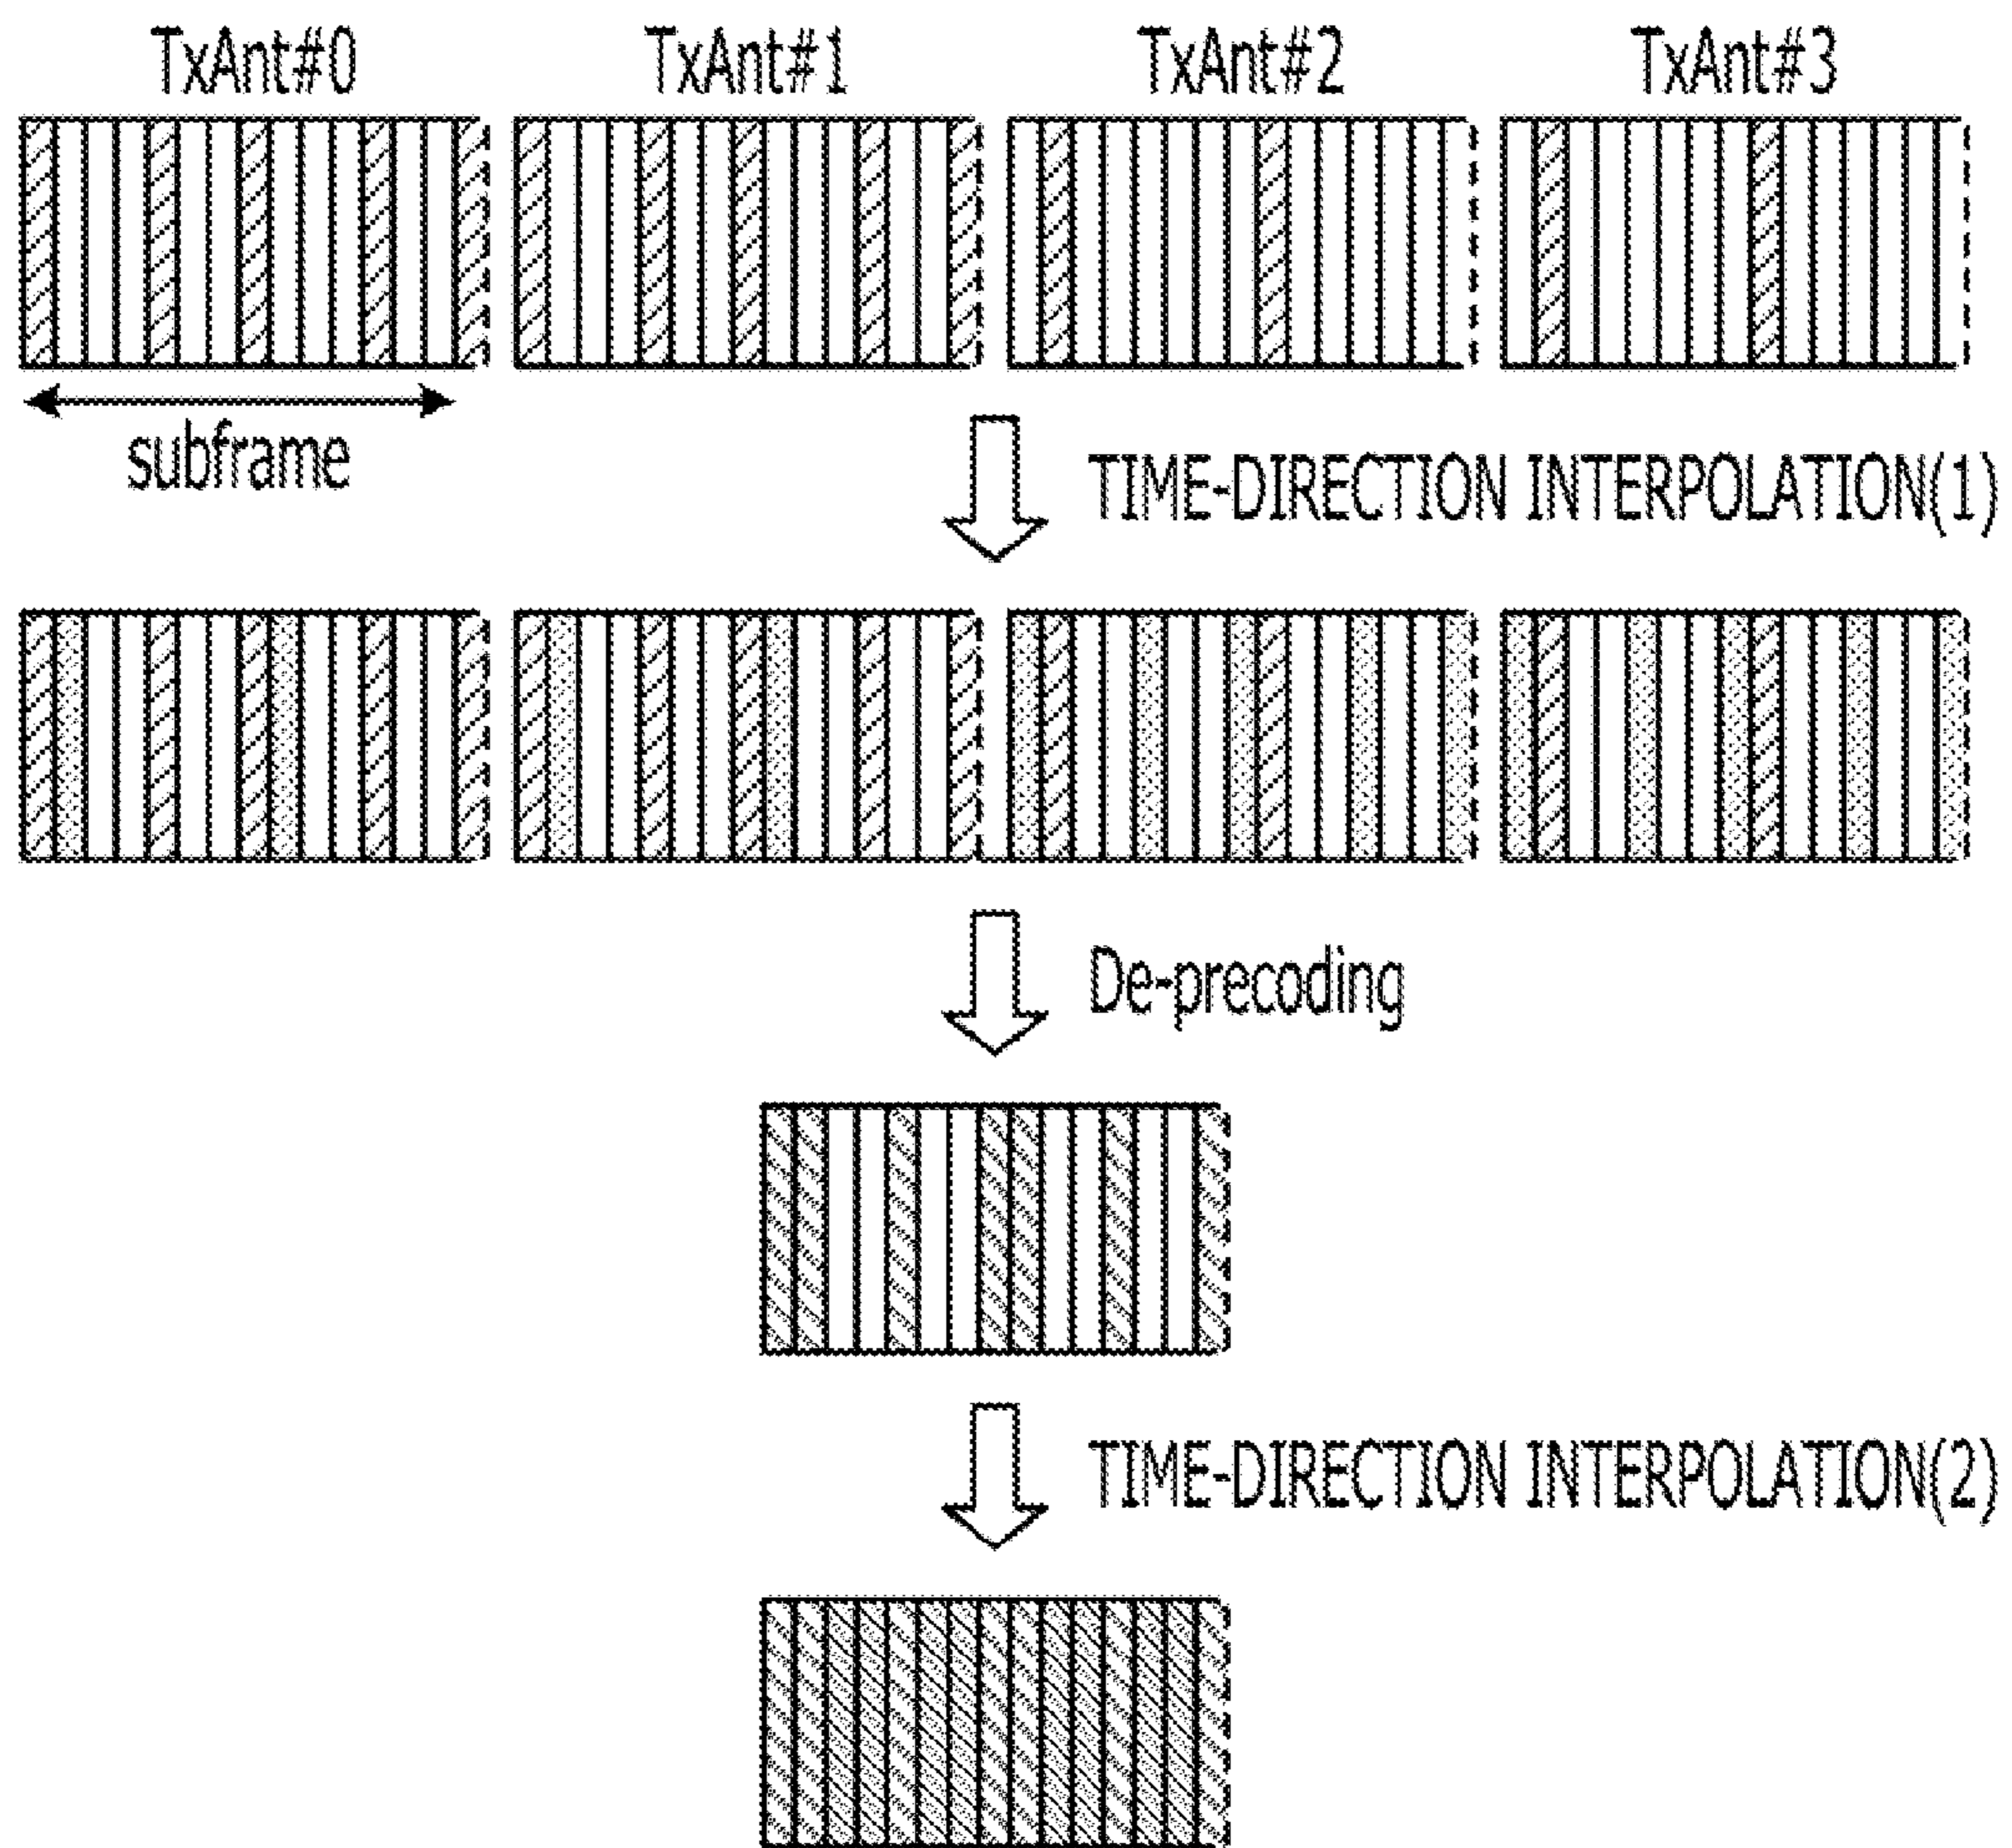 TxAnt#0
TxAnt#1
TxAnt#2
TxAnt#3
subframe
TIME-DIRECTION INTERPOLATION(1)
De-precoding
TIME-DIRECTION INTERPOLATION(2)